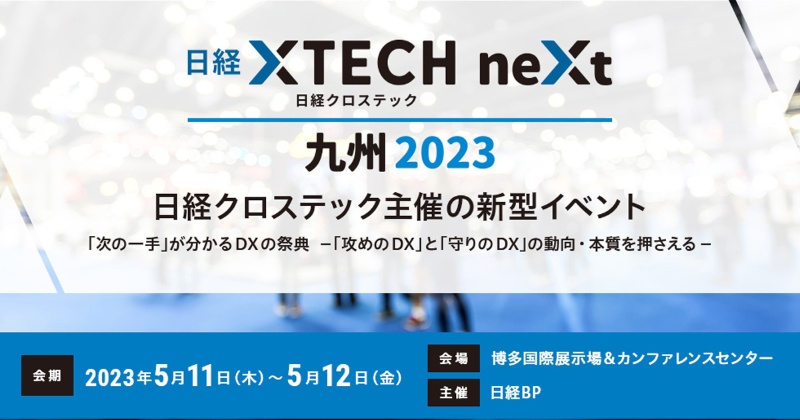 日経 XTECH neXt
日経クロステック
九州 2023
日経クロステック主催の新型イベント
「次の一手」が分かるDXの祭典 −「攻めのDX」と「守りのDX」の動向・本質を押さえる−
会期 2023年5月11日(木)～5月12日(金)
会場 博多国際展示場&カンファレンスセンター
主催 日経BP